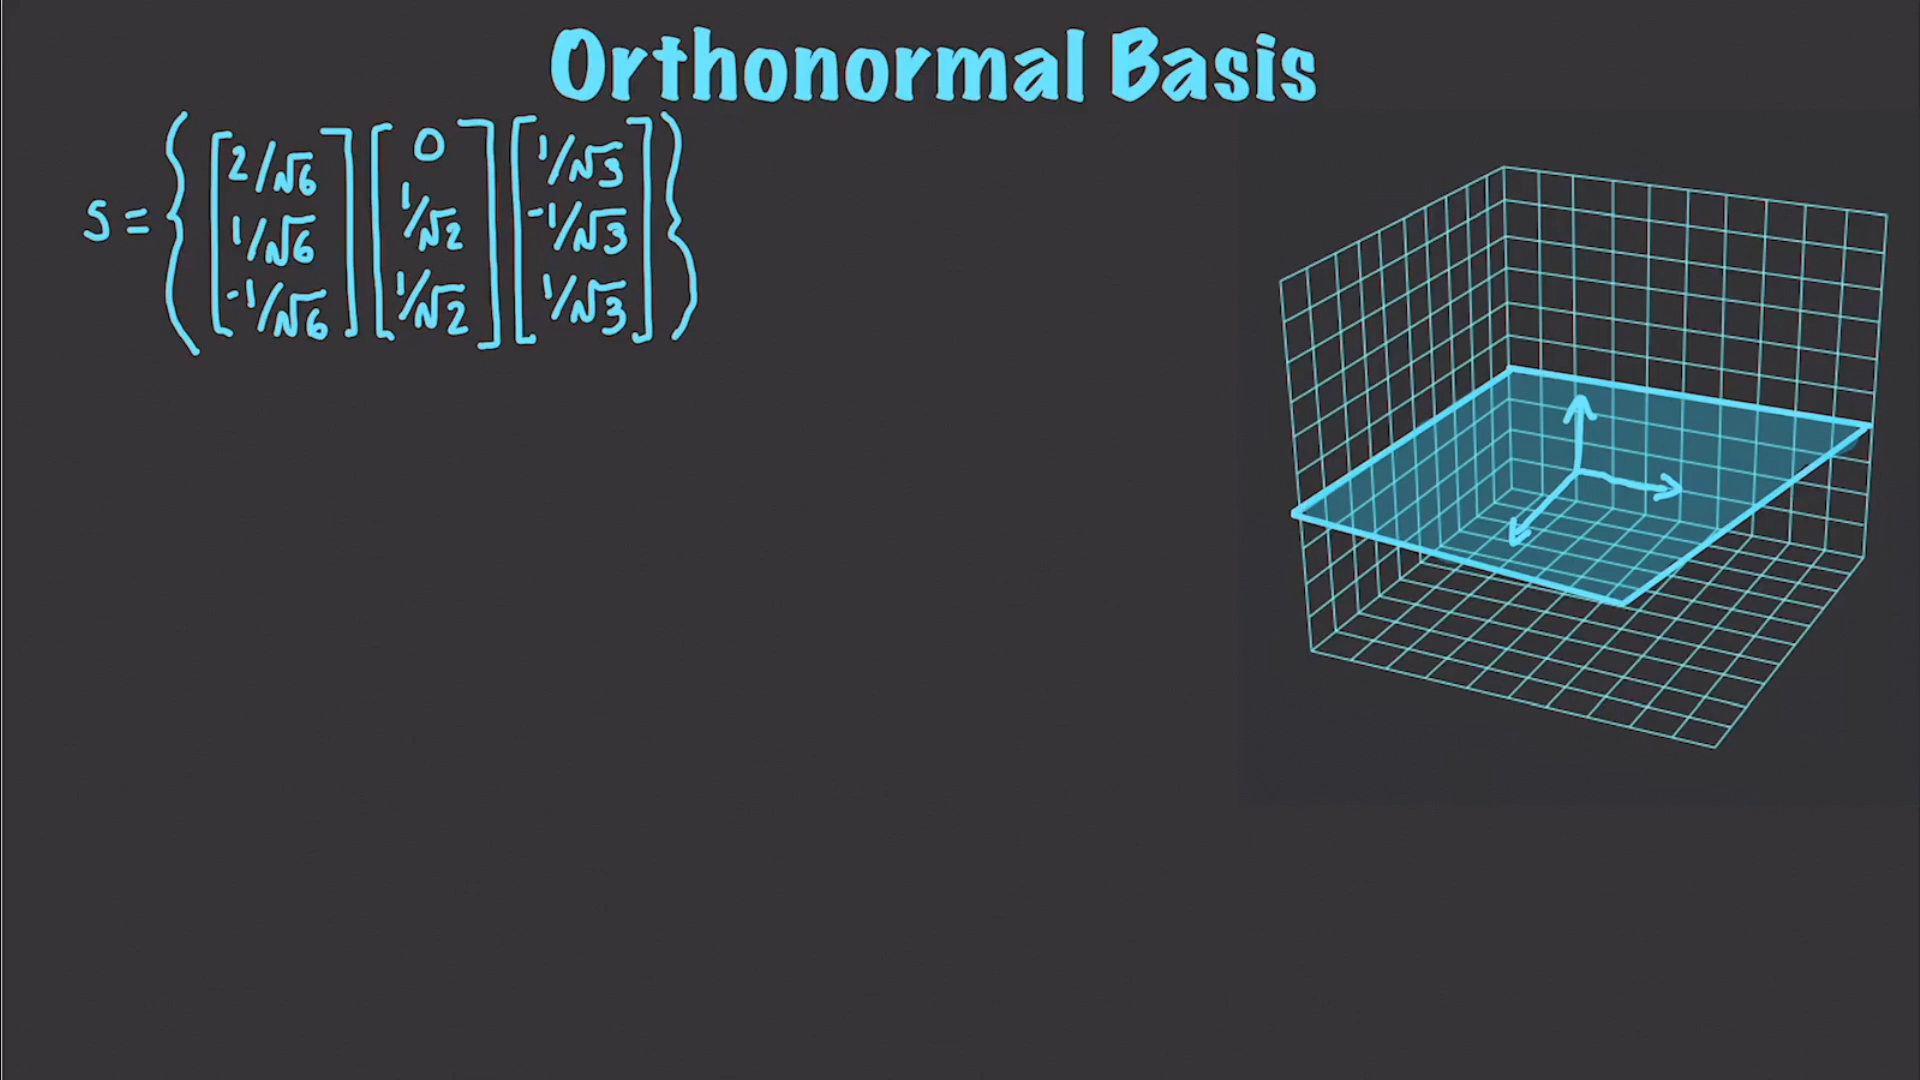 Orthonormal Basis
S = { [ 2/√6 ] [ 0 ] [ 1/√3 ] }
[ 1/√6 ] [ 1/√2 ] [ -1/√3 ]
[ -1/√6 ] [ 1/√2 ] [ 1/√3 ]